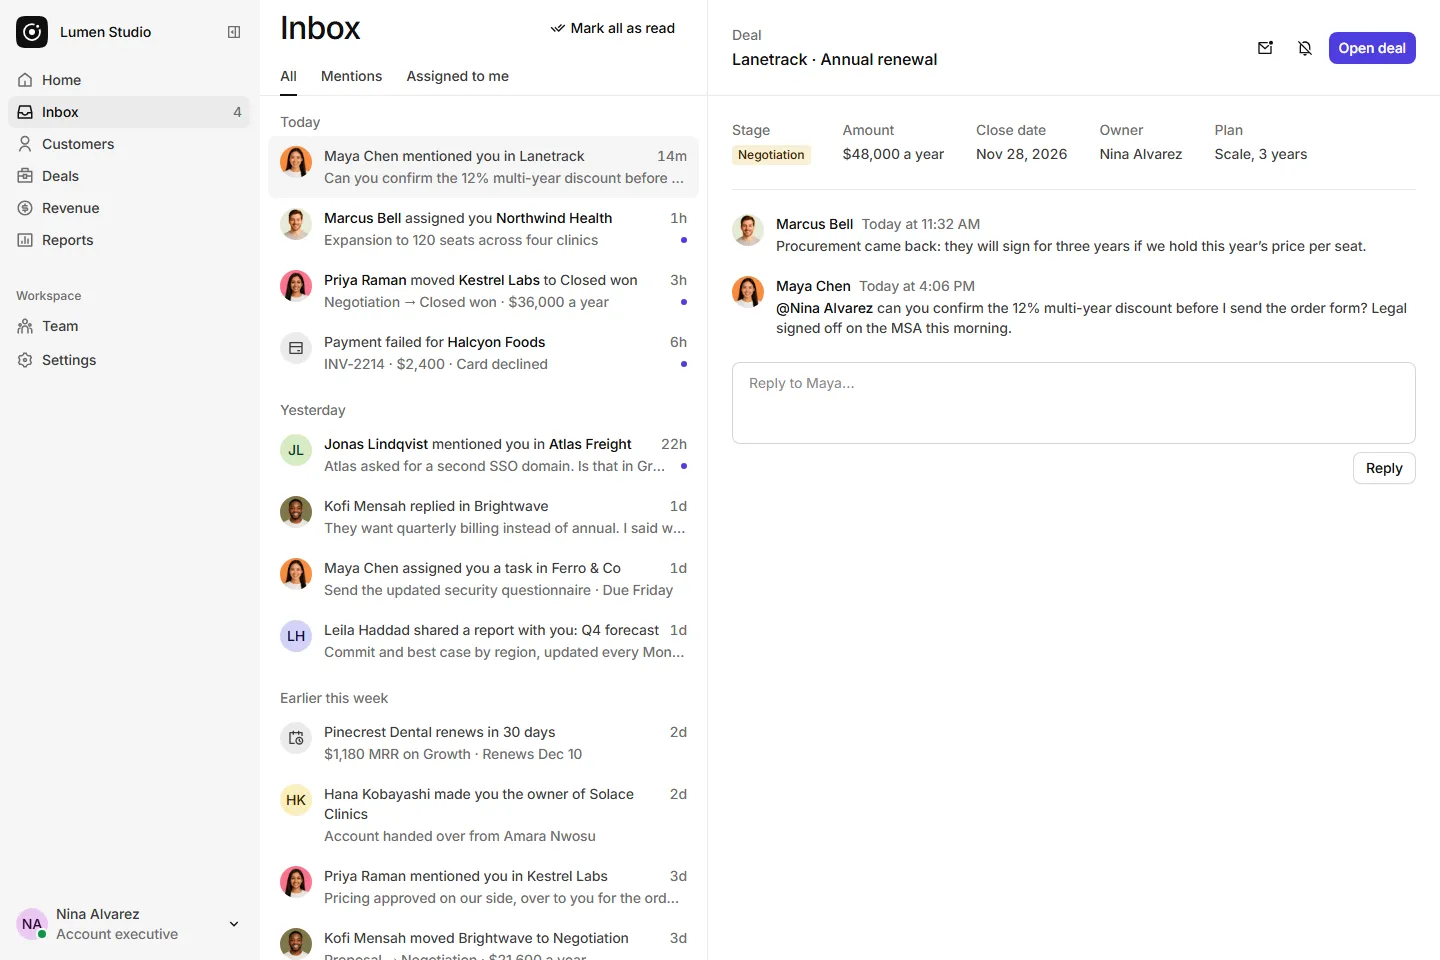 Lumen Studio
Home
Inbox
4
Customers
Deals
Revenue
Reports
Workspace
Team
Settings
NA
Nina Alvarez
Account executive
Inbox
Mark all as read
All
Mentions
Assigned to me
Today
Maya Chen mentioned you in Lanetrack
14m
Can you confirm the 12% multi-year discount before ...
Marcus Bell assigned you Northwind Health
1h
Expansion to 120 seats across four clinics
Priya Raman moved Kestrel Labs to Closed won
3h
Negotiation → Closed won · $36,000 a year
Payment failed for Halcyon Foods
6h
INV-2214 · $2,400 · Card declined
Yesterday
JL
Jonas Lindqvist mentioned you in Atlas Freight
22h
Atlas asked for a second SSO domain. Is that in Gr...
Kofi Mensah replied in Brightwave
1d
They want quarterly billing instead of annual. I said w...
Maya Chen assigned you a task in Ferro & Co
1d
Send the updated security questionnaire · Due Friday
LH
Leila Haddad shared a report with you: Q4 forecast
1d
Commit and best case by region, updated every Mon...
Earlier this week
Pinecrest Dental renews in 30 days
2d
$1,180 MRR on Growth · Renews Dec 10
HK
Hana Kobayashi made you the owner of Solace
Clinics
2d
Account handed over from Amara Nwosu
Priya Raman mentioned you in Kestrel Labs
3d
Pricing approved on our side, over to you for the ord...
Kofi Mensah moved Brightwave to Negotiation
3d
Proposal → Negotiation · $21,600 a year
Deal
Lanetrack · Annual renewal
Open deal
Stage
Negotiation
Amount
$48,000 a year
Close date
Nov 28, 2026
Owner
Nina Alvarez
Plan
Scale, 3 years
Marcus Bell Today at 11:32 AM
Procurement came back: they will sign for three years if we hold this year’s price per seat.
Maya Chen Today at 4:06 PM
@Nina Alvarez can you confirm the 12% multi-year discount before I send the order form? Legal
signed off on the MSA this morning.
Reply to Maya...
Reply